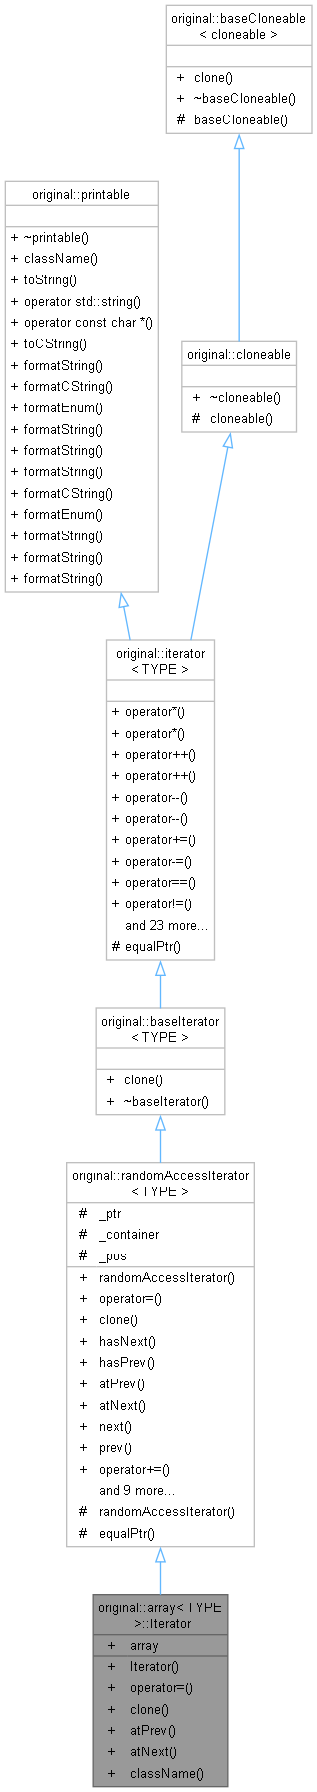 original::baseCloneable
< cloneable >
+ clone()
+ ~baseCloneable()
# baseCloneable()
original::printable
+ ~printable()
+ className()
+ toString()
+ operator std::string()
+ operator const char *()
+ toCString()
+ formatString()
+ formatCString()
+ formatEnum()
+ formatString()
+ formatString()
+ formatString()
+ formatCString()
+ formatEnum()
+ formatString()
+ formatString()
+ formatString()
original::cloneable
+ ~cloneable()
# cloneable()
original::iterator
< TYPE >
+ operator*()
+ operator*()
+ operator++()
+ operator++()
+ operator--()
+ operator--()
+ operator+=()
+ operator-=()
+ operator==()
+ operator!=()
and 23 more...
# equalPtr()
original::baseIterator
< TYPE >
+ clone()
+ ~baseIterator()
original::randomAccessIterator
< TYPE >
# _ptr
# _container
# _pos
+ randomAccessIterator()
+ operator=()
+ clone()
+ hasNext()
+ hasPrev()
+ atPrev()
+ atNext()
+ next()
+ prev()
+ operator+=()
and 9 more...
# randomAccessIterator()
# equalPtr()
original::array< TYPE
>::Iterator
+ array
+ Iterator()
+ operator=()
+ clone()
+ atPrev()
+ atNext()
+ className()